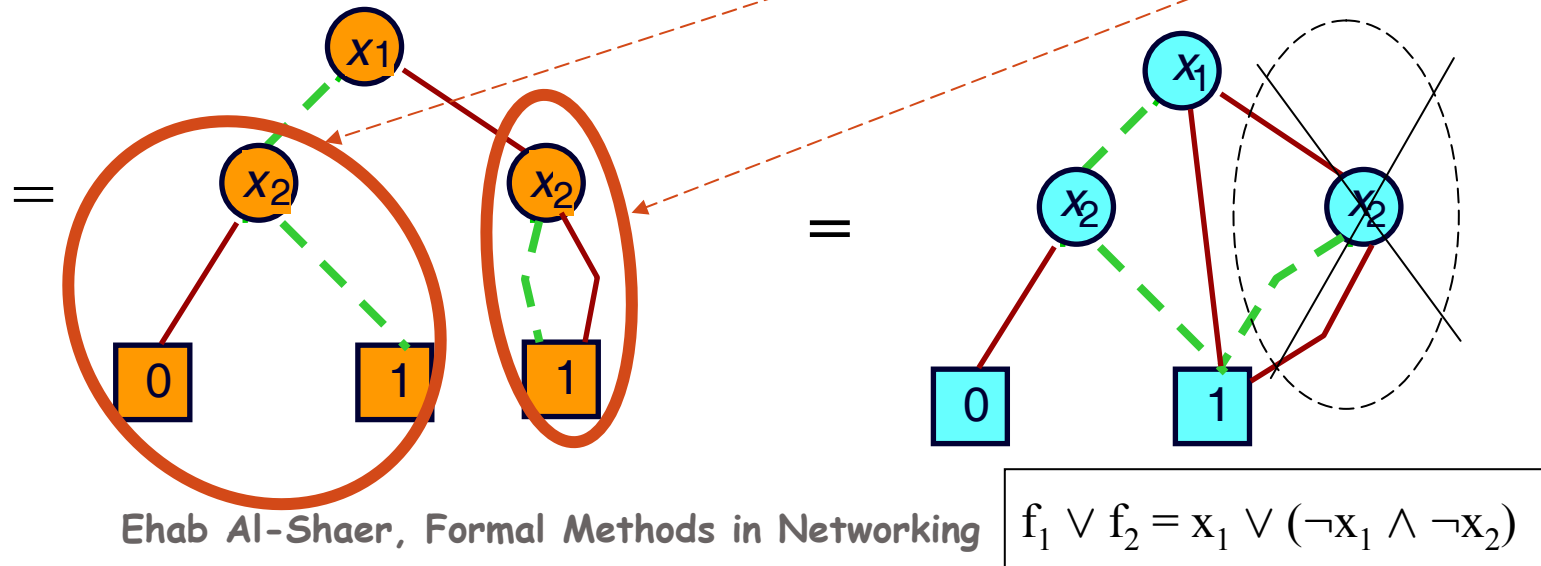 x1
x2
x2
0
1
1
=
=
x1
x2
x2
0
1
Ehab Al-Shaer, Formal Methods in Networking
f1 ∨ f2 = x1 ∨ (¬x1 ∧ ¬x2)